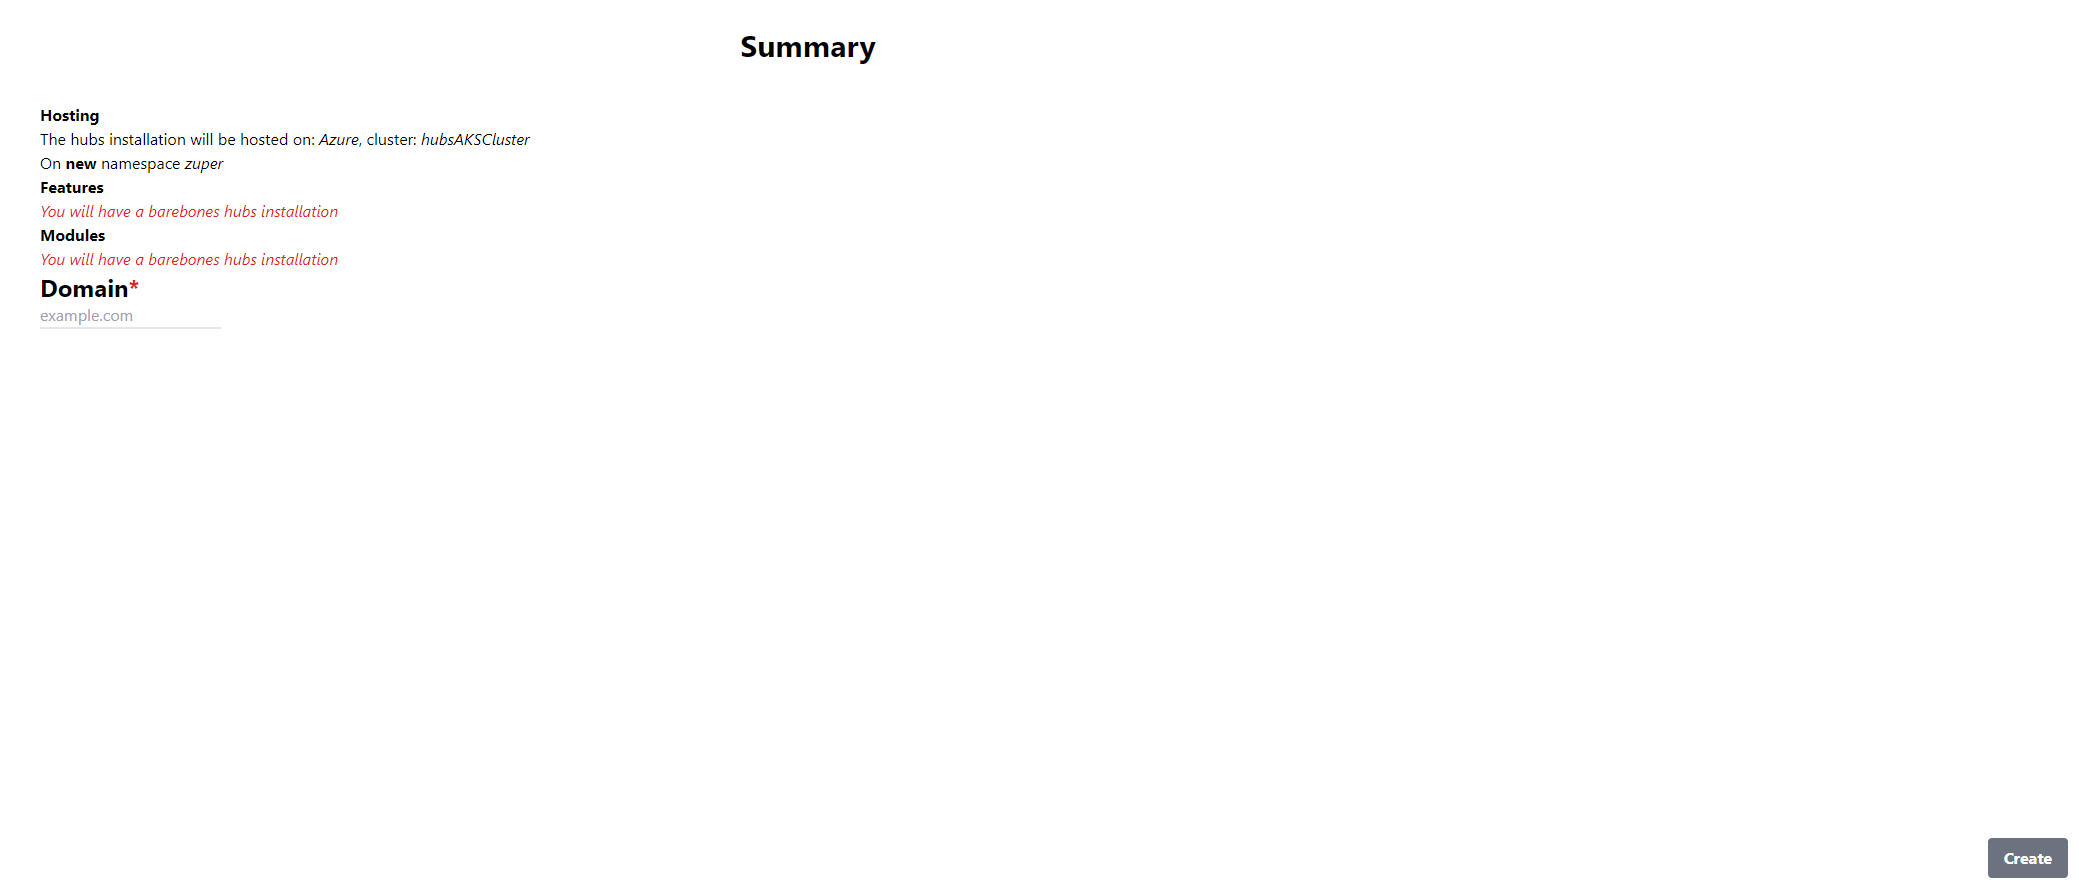 Summary
Hosting
The hubs installation will be hosted on: Azure, cluster: hubsAKSCluster
On new namespace zuper
Features
You will have a barebones hubs installation
Modules
You will have a barebones hubs installation
Domain*
example.com
Create